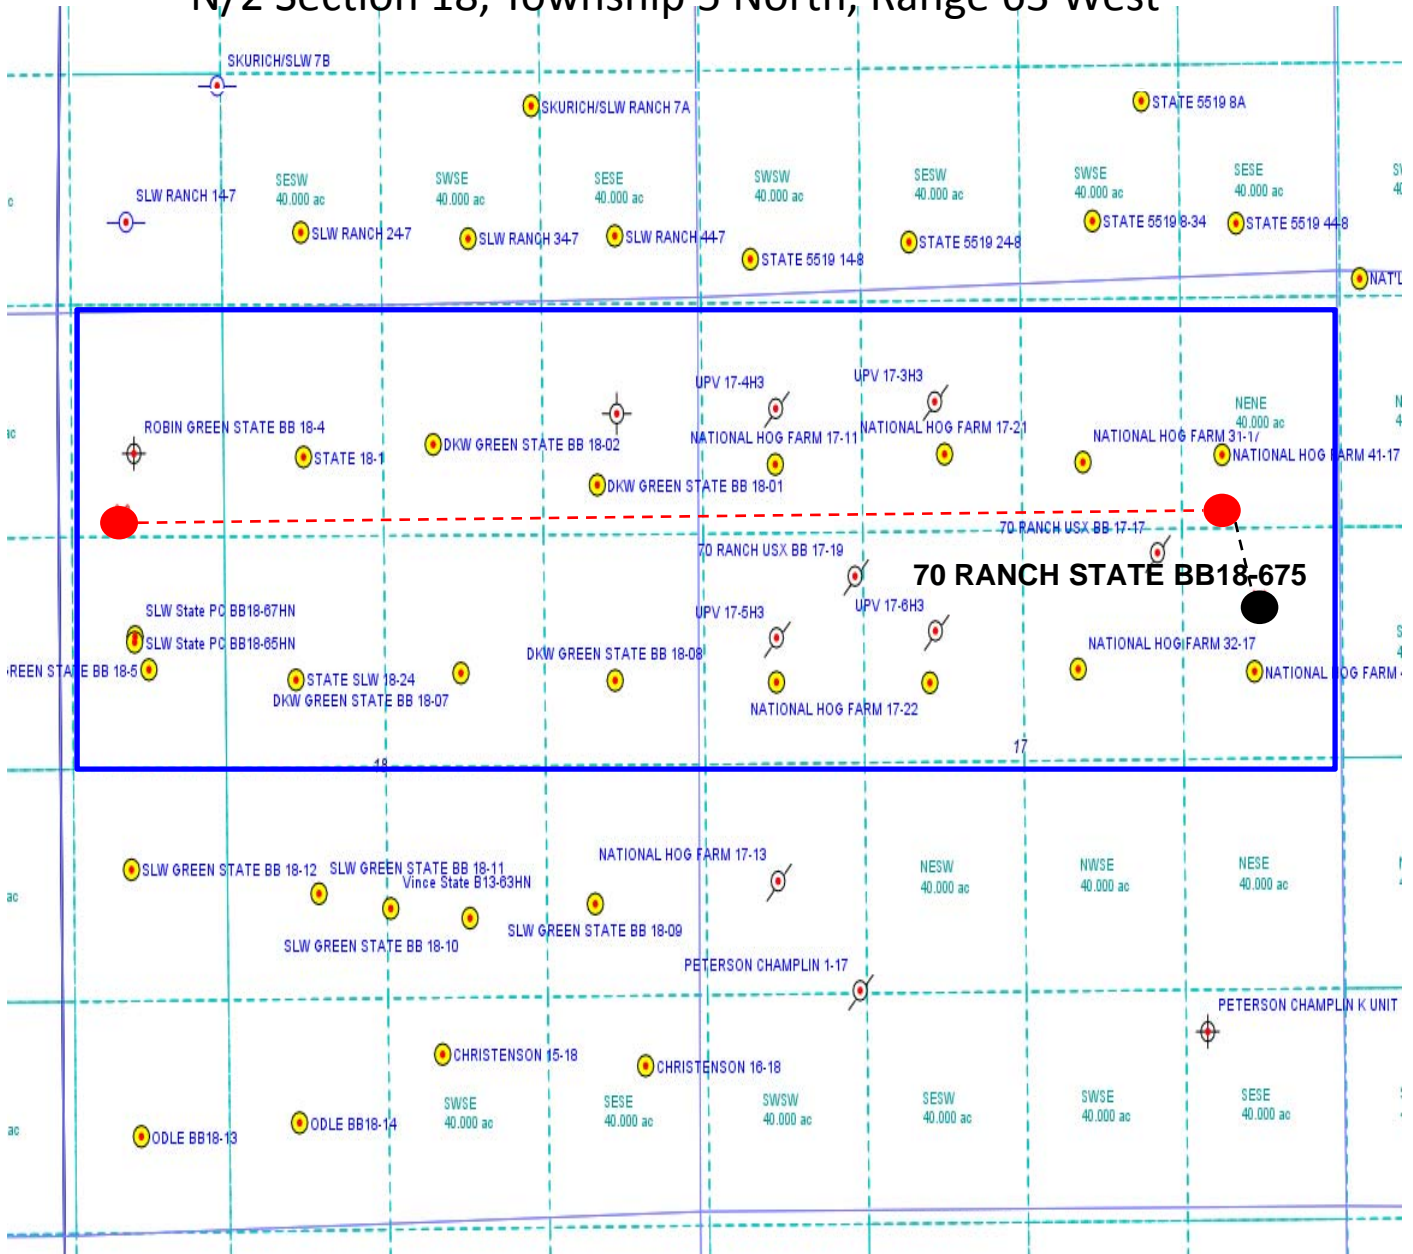 N/2 Section 18, Township 5 North, Range 63 West
SKURICH/SLW 7B
SKURICH/SLW RANCH 7A
STATE 5519 8A
SLW RANCH 14-7
SESW
40.000 ac
SWSE
40.000 ac
SESE
40.000 ac
SWSW
40.000 ac
SESW
40.000 ac
SWSE
40.000 ac
SESE
40.000 ac
SLW RANCH 24-7
SLW RANCH 34-7
SLW RANCH 44-7
STATE 5519 14-8
STATE 5519 24-8
STATE 5519 8-34
STATE 5519 44-8
NAT'L
UPV 17-4H3
UPV 17-3H3
NENE
40.000 ac
ROBIN GREEN STATE BB 18-4
STATE 18-1
DKW GREEN STATE BB 18-02
NATIONAL HOG FARM 17-11
NATIONAL HOG FARM 17-21
NATIONAL HOG FARM 31-17
NATIONAL HOG FARM 41-17
DKW GREEN STATE BB 18-01
70 RANCH USX BB 17-17
70 RANCH USX BB 17-19
70 RANCH STATE BB18-675
SLW State PC BB18-67HN
UPV 17-5H3
UPV 17-6H3
SLW State PC BB18-65HN
DKW GREEN STATE BB 18-08
NATIONAL HOG FARM 32-17
REEN STATE BB 18-5
STATE SLW 18-24
NATIONAL HOG FARM
DKW GREEN STATE BB 18-07
NATIONAL HOG FARM 17-22
18
17
SLW GREEN STATE BB 18-12
SLW GREEN STATE BB 18-11
Vince State B13-63HN
NATIONAL HOG FARM 17-13
NESW
40.000 ac
NWSE
40.000 ac
NESE
40.000 ac
SLW GREEN STATE BB 18-10
SLW GREEN STATE BB 18-09
PETERSON CHAMPLIN 1-17
PETERSON CHAMPLIN K UNIT
CHRISTENSON 15-18
CHRISTENSON 16-18
SWSE
40.000 ac
SESE
40.000 ac
SWSW
40.000 ac
SESW
40.000 ac
SWSE
40.000 ac
SESE
40.000 ac
ODLE BB18-13
ODLE BB18-14